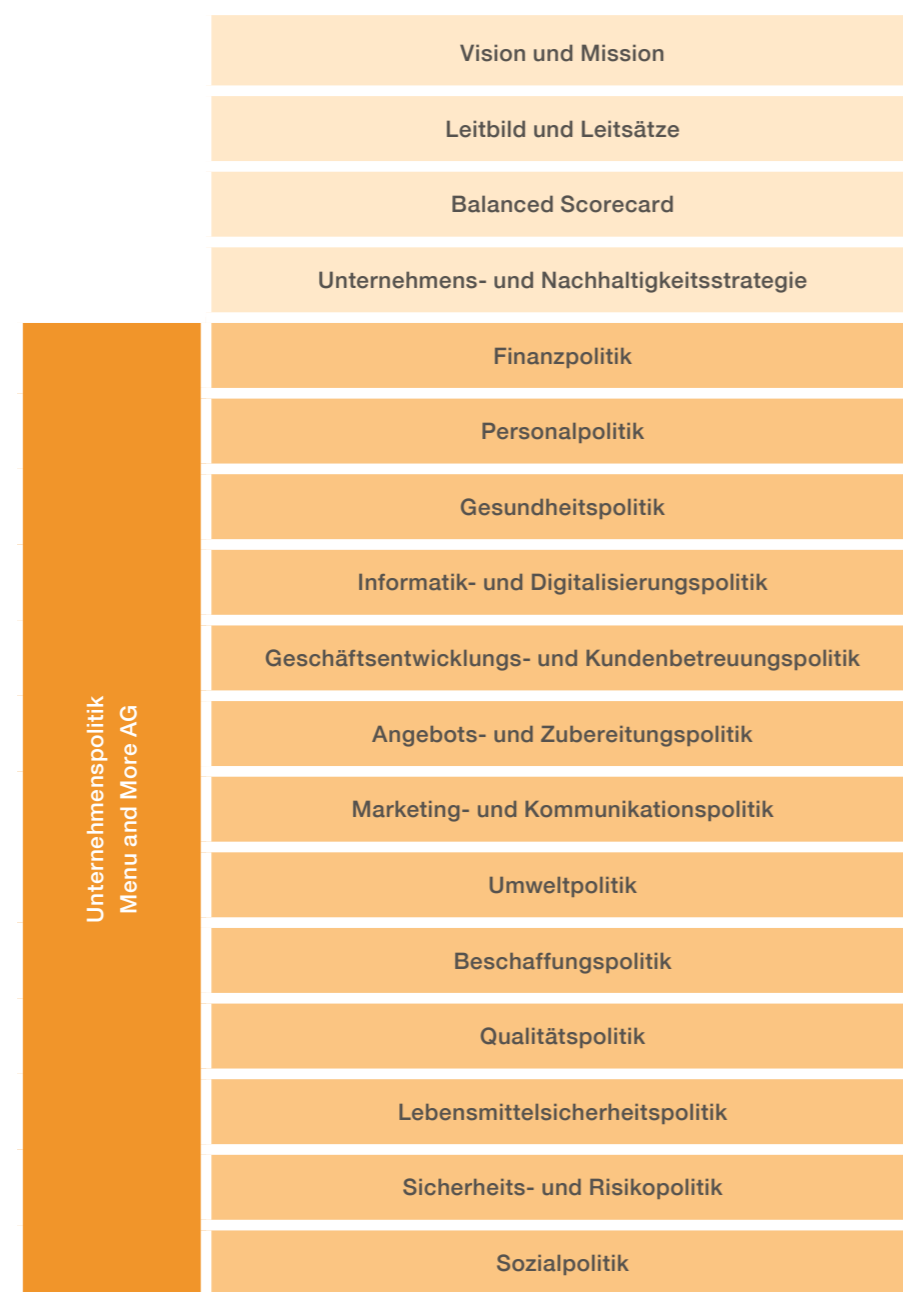 Vision und Mission
Leitbild und Leitsätze
Balanced Scorecard
Unternehmens- und Nachhaltigkeitsstrategie
Unternehmenspolitik
Menu and More AG
Finanzpolitik
Personalpolitik
Gesundheitspolitik
Informatik- und Digitalisierungspolitik
Geschäftsentwicklungs- und Kundenbetreuungspolitik
Angebots- und Zubereitungspolitik
Marketing- und Kommunikationspolitik
Umweltpolitik
Beschaffungspolitik
Qualitätspolitik
Lebensmittelsicherheitspolitik
Sicherheits- und Risikopolitik
Sozialpolitik